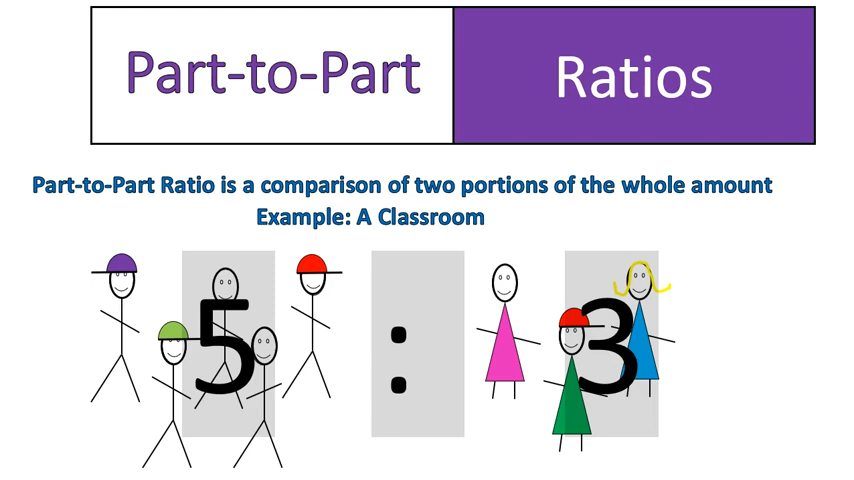 Part-to-Part Ratios
Part-to-Part Ratio is a comparison of two portions of the whole amount
Example: A Classroom
5 : 3